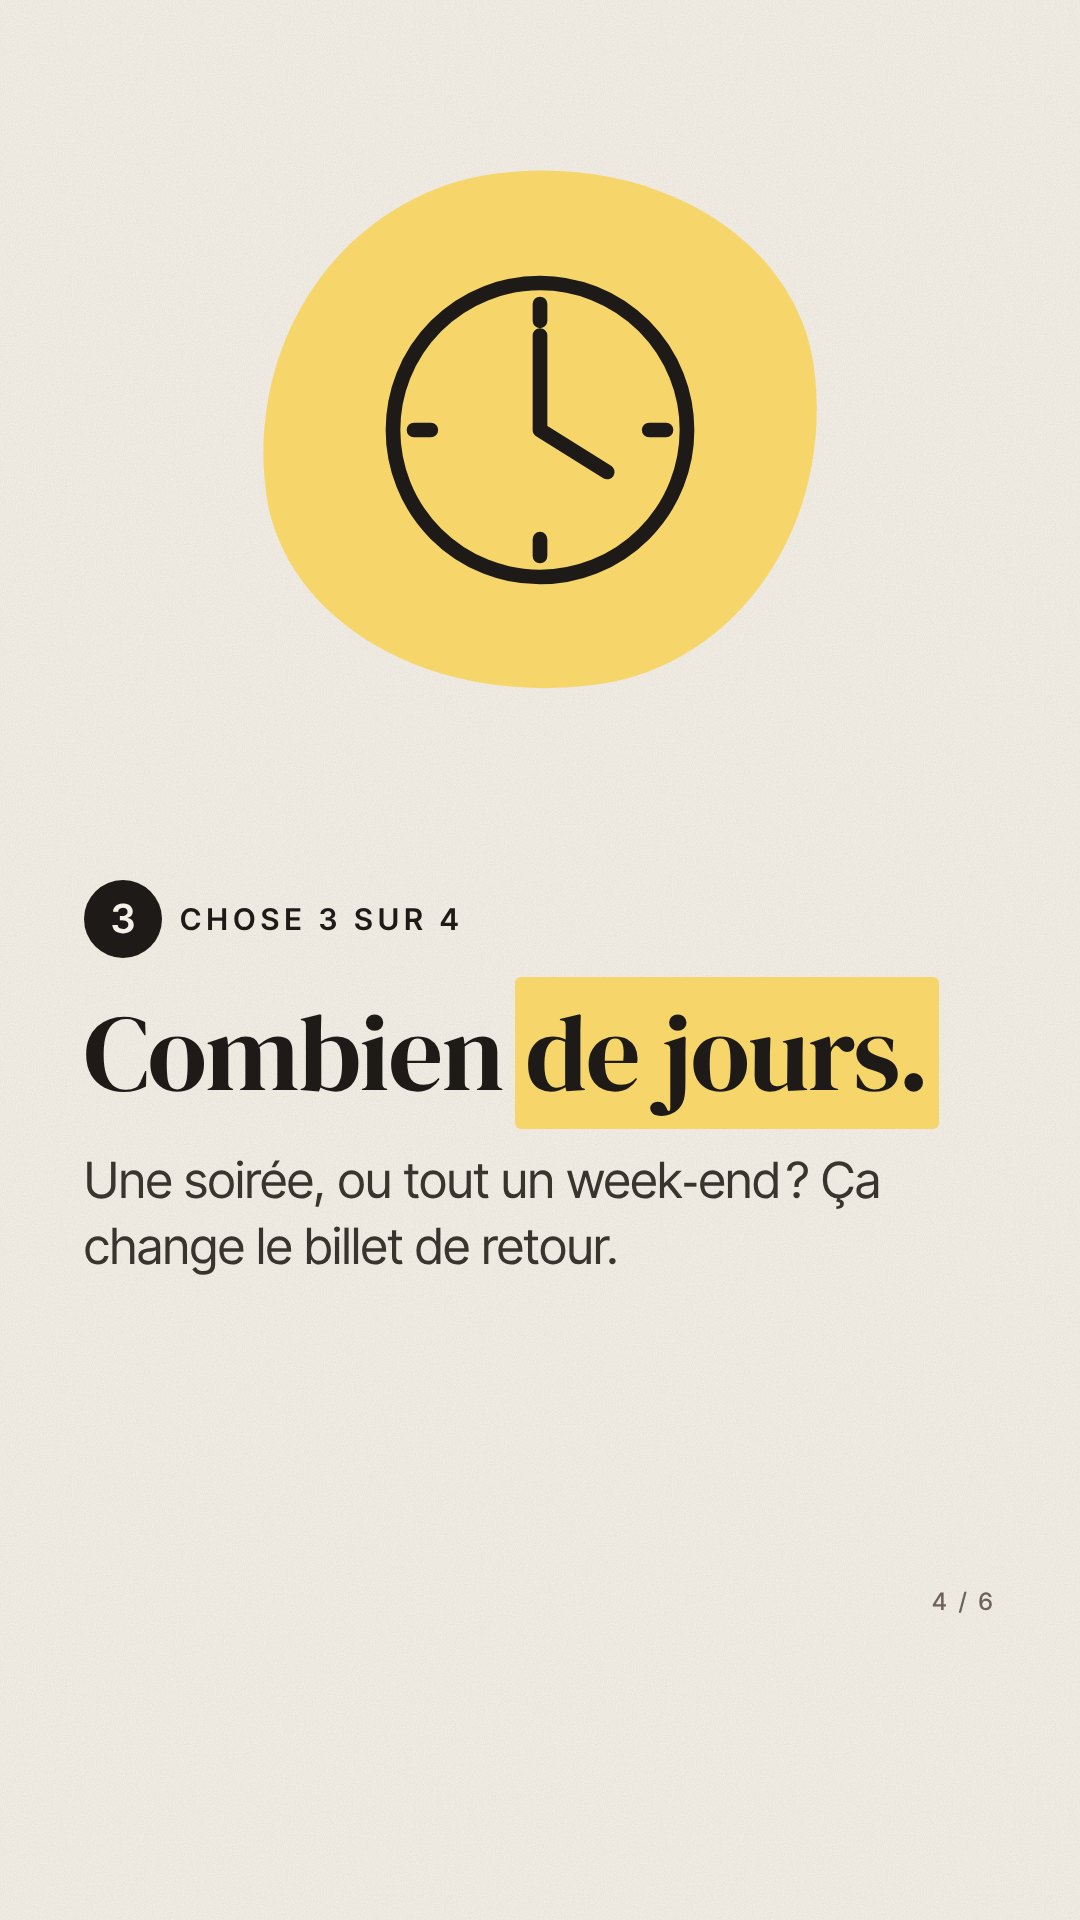 3 CHOSE 3 SUR 4
Combien de jours.
Une soirée, ou tout un week-end ? Ça
change le billet de retour.
4 / 6